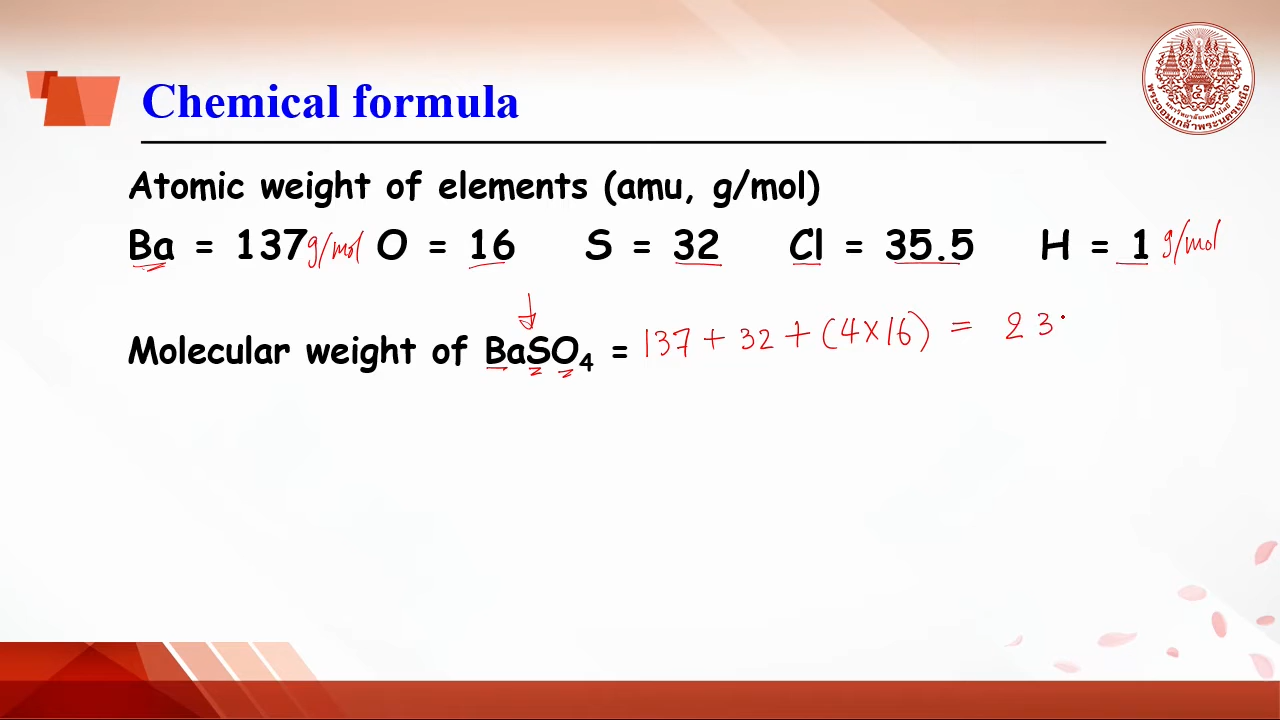 Chemical formula
Atomic weight of elements (amu, g/mol)
Ba = 137 g/mol O = 16 S = 32 Cl = 35.5 H = 1 g/mol
Molecular weight of BaSO₄ = 137 + 32 + (4×16) = 23